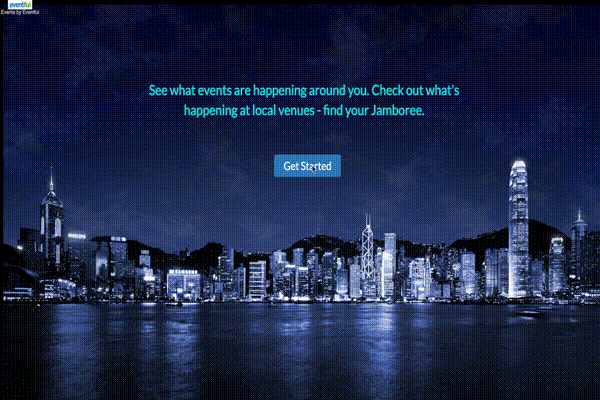 eventful
Events by Eventful
See what events are happening around you. Check out what's
happening at local venues - find your Jamboree.
Get Started
PHILIPS